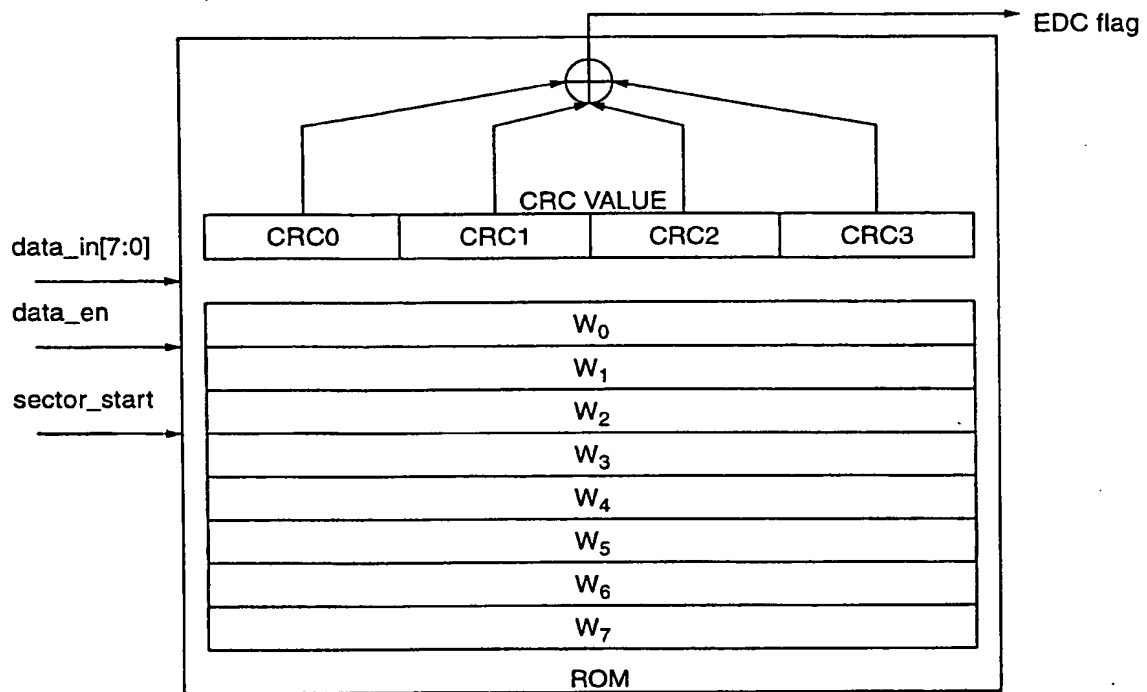 EDC flag
CRC VALUE
CRC0 CRC1 CRC2 CRC3
data_in[7:0]
data_en
sector_start
W0
W1
W2
W3
W4
W5
W6
W7
ROM